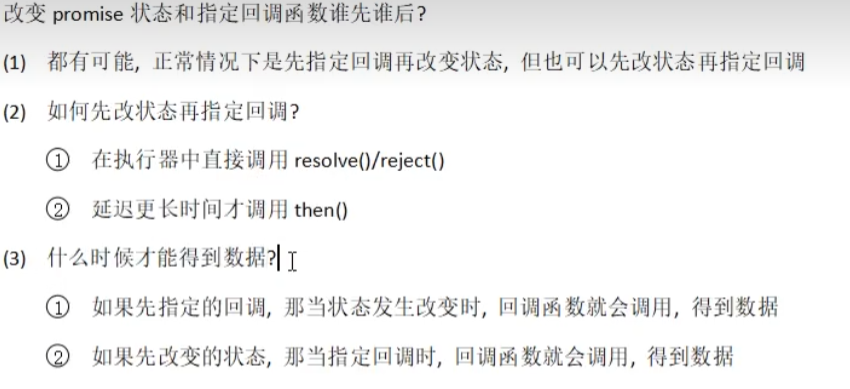 改变 promise 状态和指定回调函数谁先谁后?
(1) 都有可能, 正常情况下是先指定回调再改变状态, 但也可以先改状态再指定回调
(2) 如何先改状态再指定回调?
① 在执行器中直接调用 resolve()/reject()
② 延迟更长时间才调用 then()
(3) 什么时候才能得到数据?
① 如果先指定的回调, 那当状态发生改变时, 回调函数就会调用, 得到数据
② 如果先改变的状态, 那当指定回调时, 回调函数就会调用, 得到数据